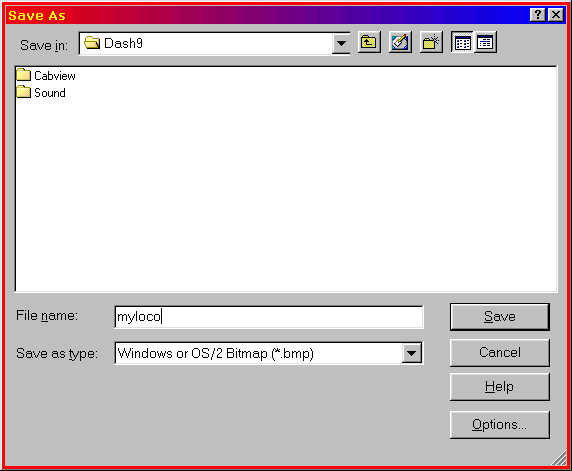 Save As
Save in: Dash9
Cabview
Sound
File name: myloco
Save
Save as type: Windows or OS/2 Bitmap (*.bmp)
Cancel
Help
Options...